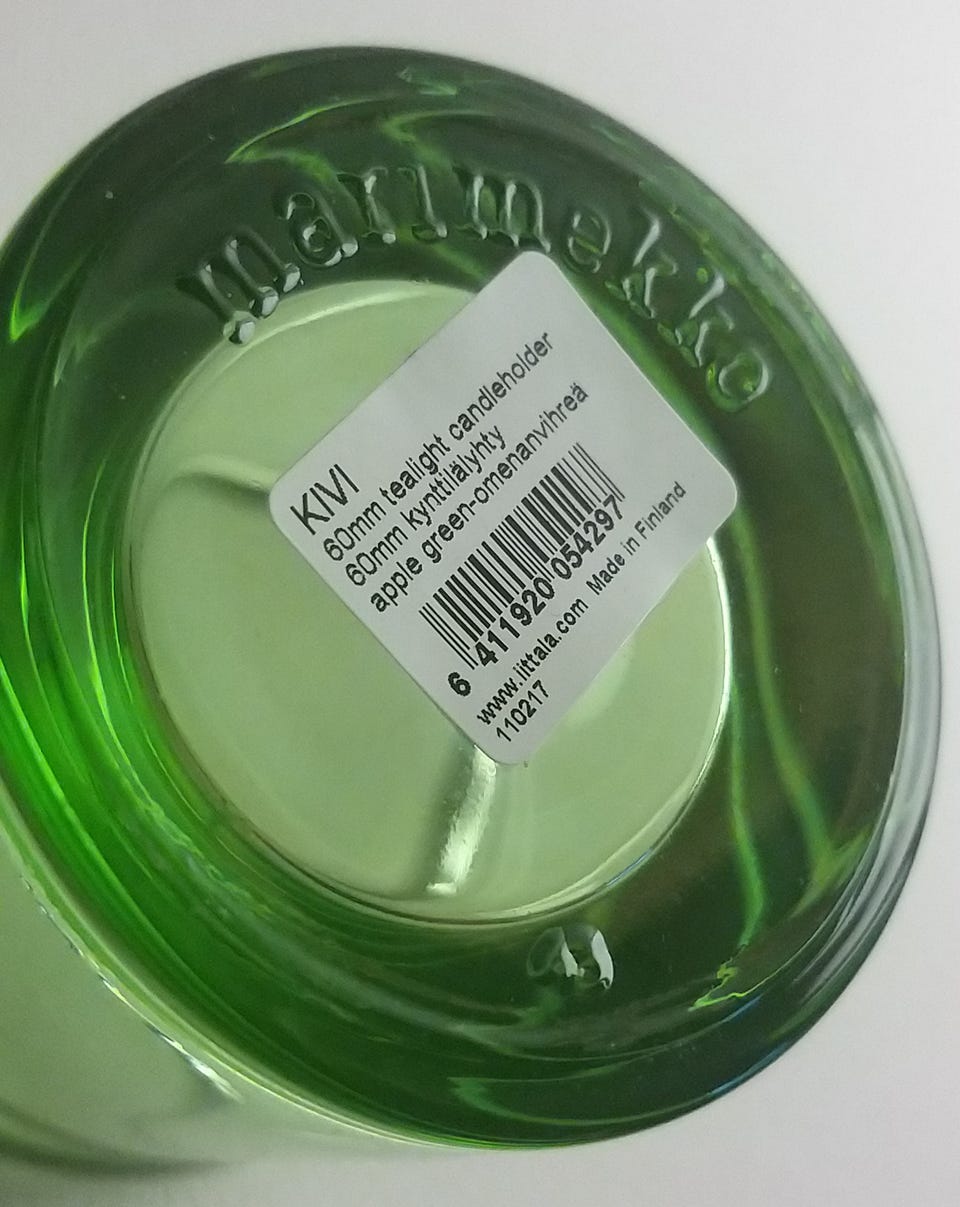 marimekko
KIVI
60mm tealight candleholder
60mm kynttilälyhty
apple green-omenanvihreä
6 411920 054297
www.iittala.com Made in Finland
110217